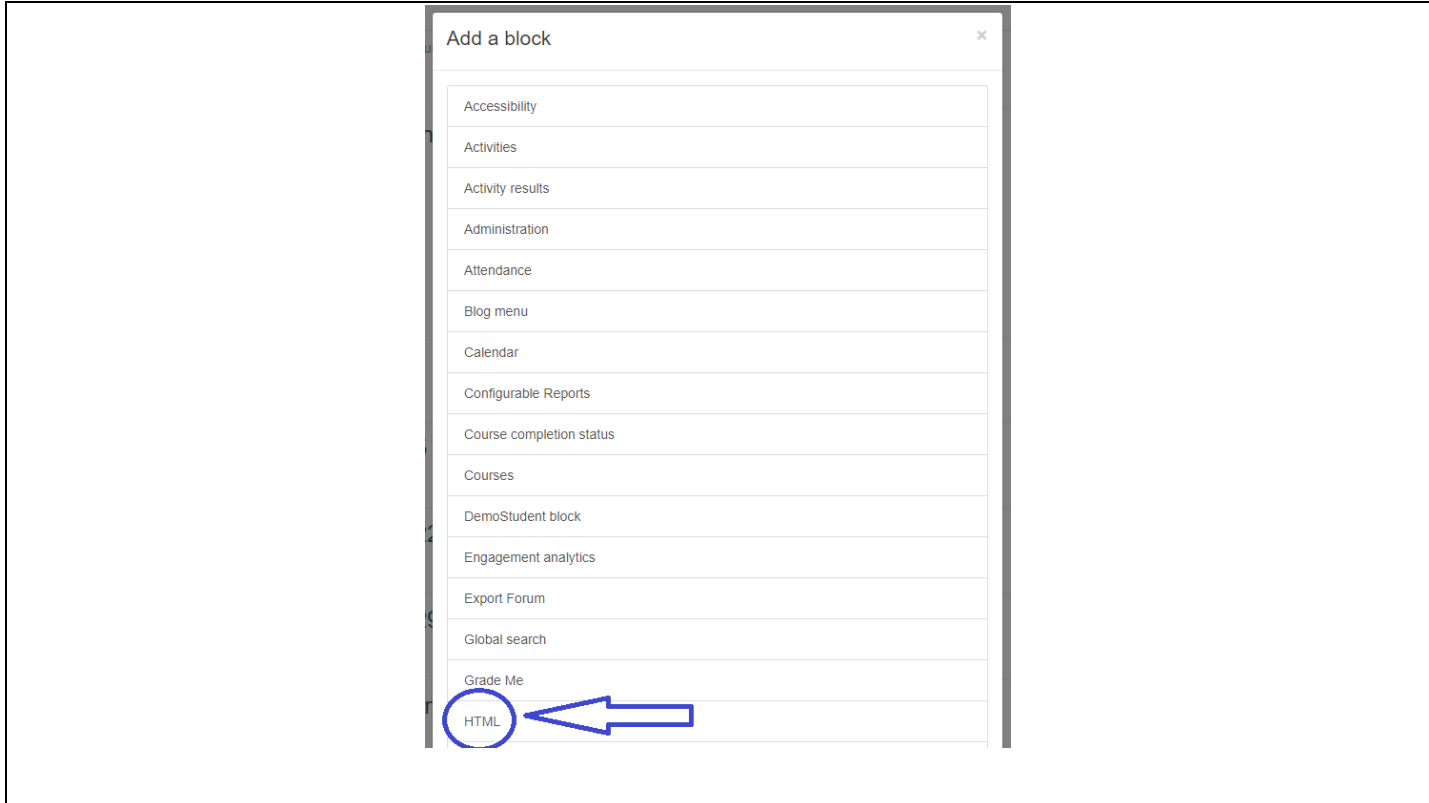 Add a block
×
Accessibility
Activities
Activity results
Administration
Attendance
Blog menu
Calendar
Configurable Reports
Course completion status
Courses
DemoStudent block
Engagement analytics
Export Forum
Global search
Grade Me
HTML